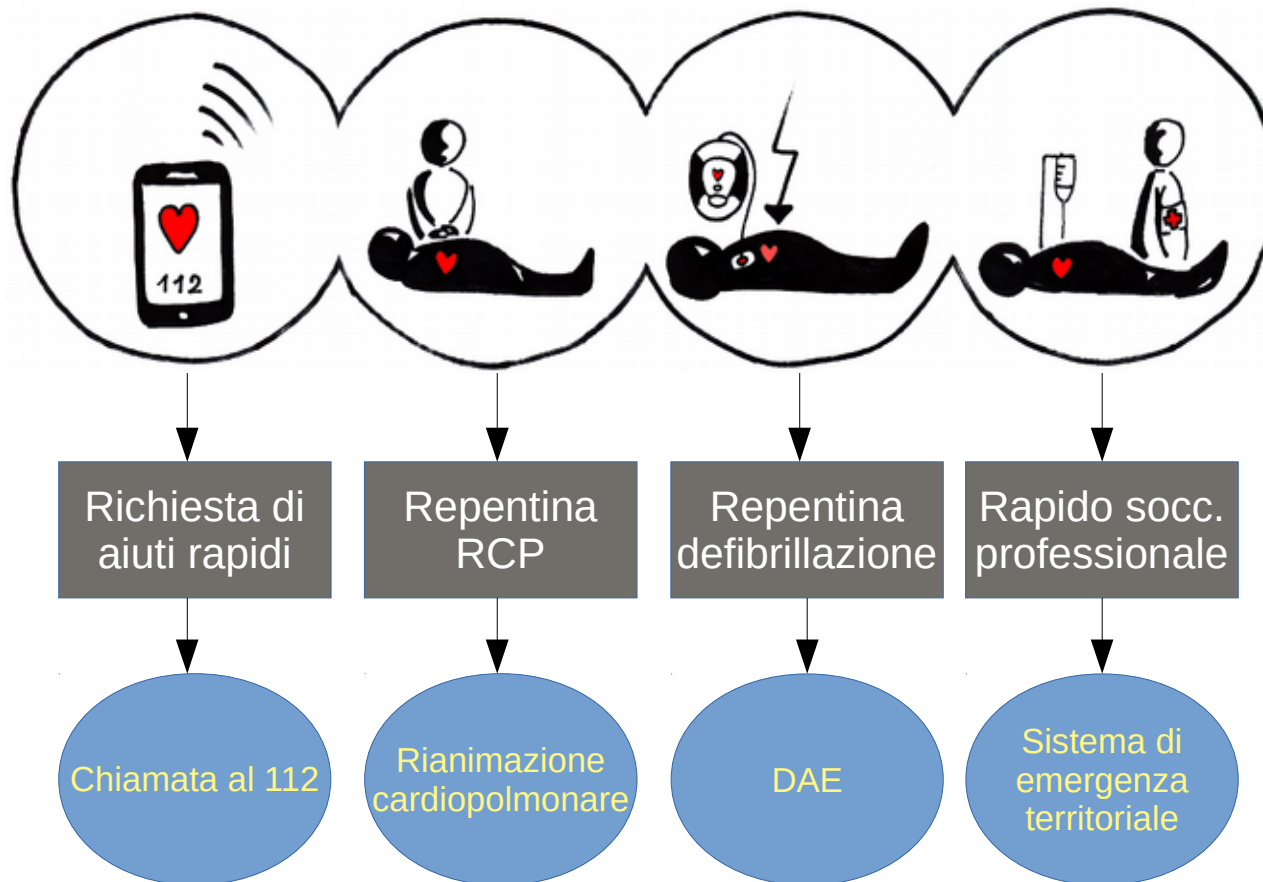 112
Richiesta di
aiuti rapidi
Repentina
RCP
Repentina
defibrillazione
Rapido socc.
professionale
Chiamata al 112
Rianimazione
cardiopolmonare
DAE
Sistema di
emergenza
territoriale